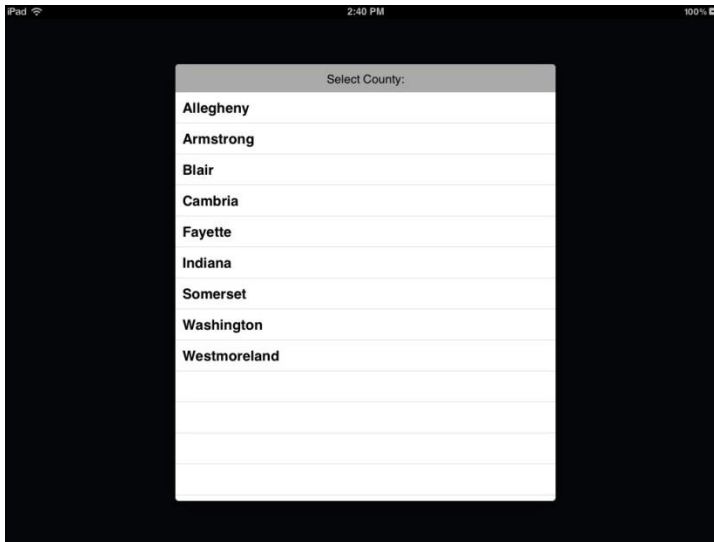 iPad 2:40 PM 100%
Select County:
Allegheny
Armstrong
Blair
Cambria
Fayette
Indiana
Somerset
Washington
Westmoreland